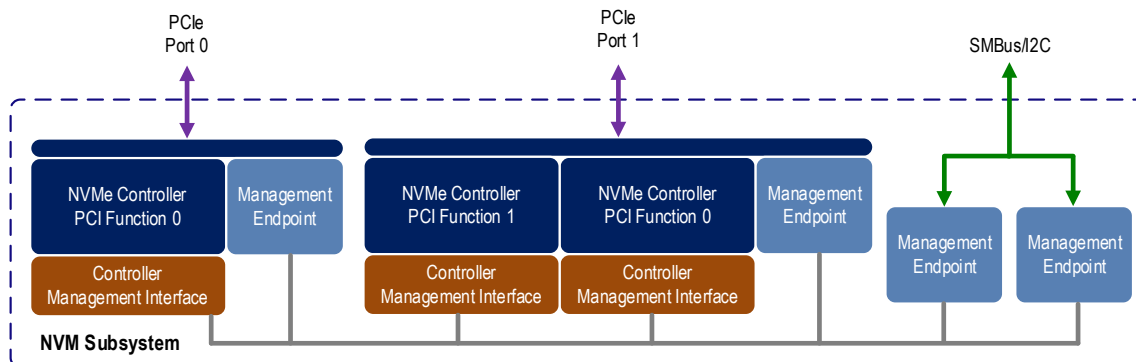 PCIe
Port 0
PCIe
Port 1
SMBus/I2C
NVMe Controller
PCI Function 0
Management
Endpoint
NVMe Controller
PCI Function 1
NVMe Controller
PCI Function 0
Management
Endpoint
Management
Endpoint
Management
Endpoint
Controller
Management Interface
Controller
Management Interface
Controller
Management Interface
NVM Subsystem